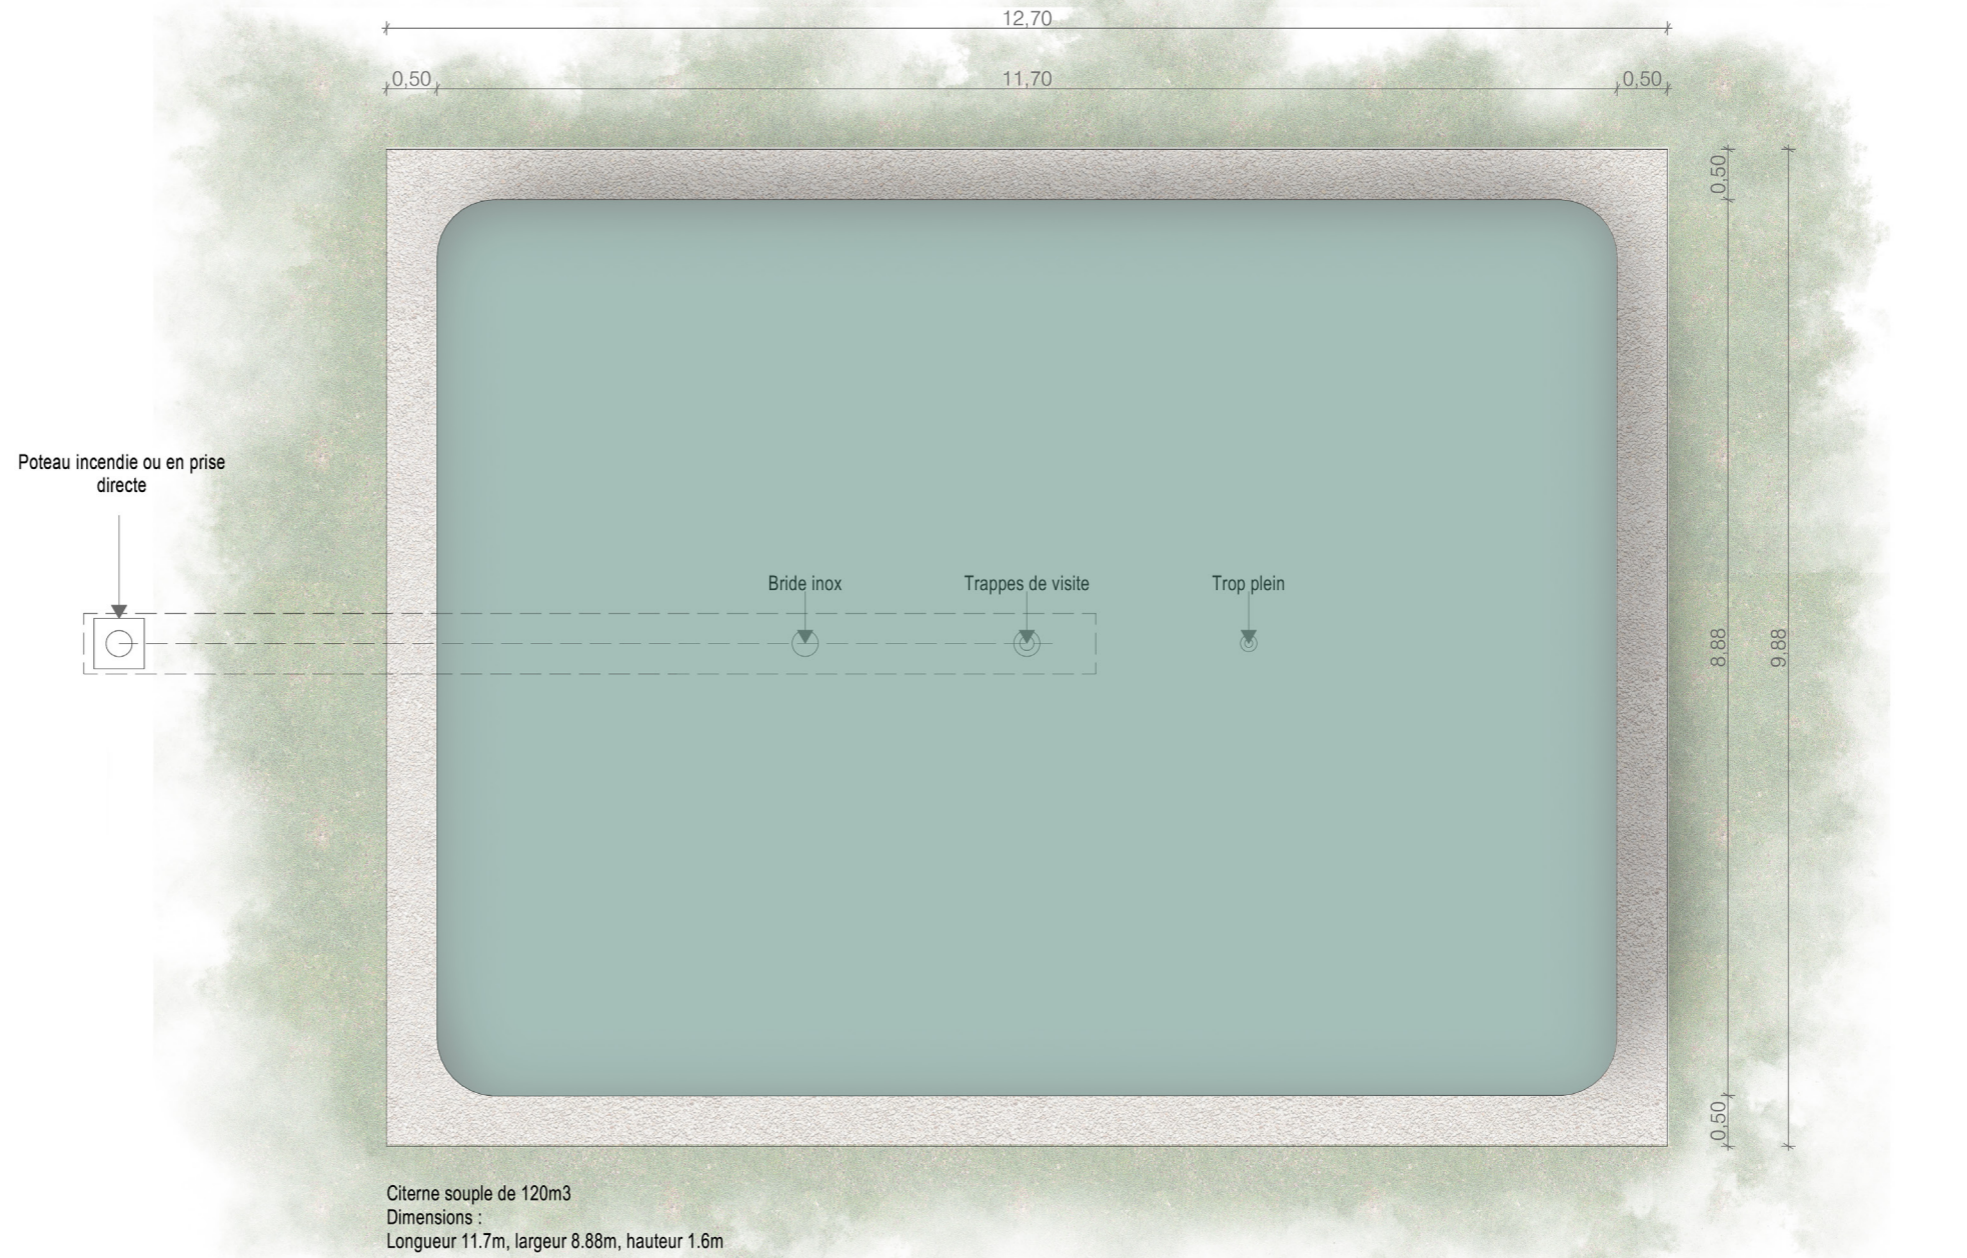 12,70
0,50
11,70
0,50
0,50
8,88
9,88
0,50
Poteau incendie ou en prise
directe
Bride inox
Trappes de visite
Trop plein
Citerne souple de 120m3
Dimensions :
Longueur 11.7m, largeur 8.88m, hauteur 1.6m